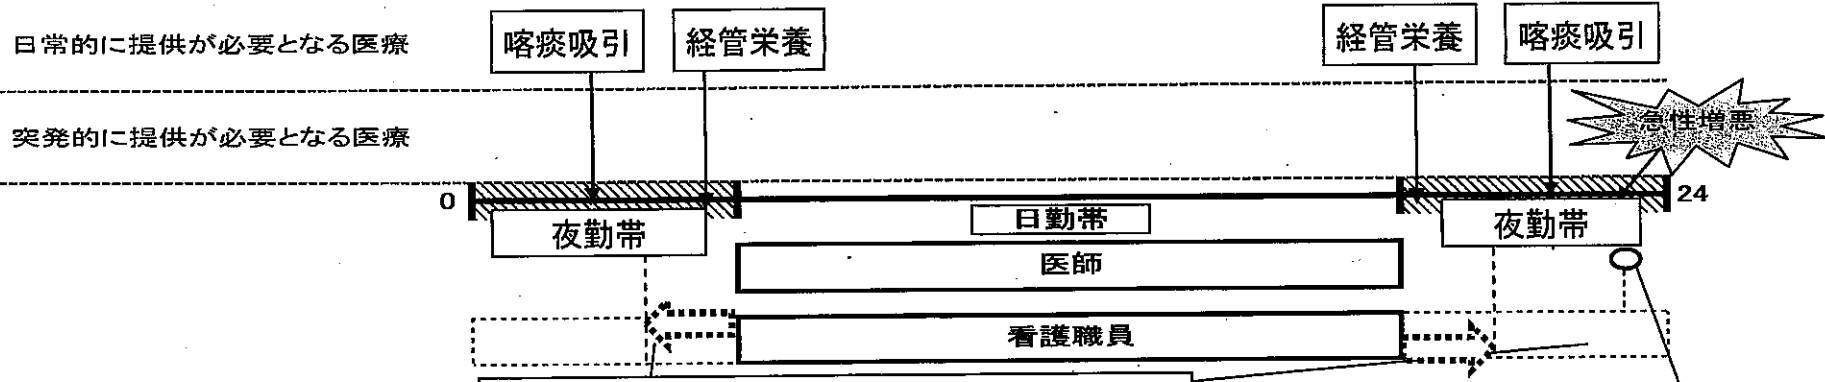 日常的に提供が必要となる医療
喀痰吸引
経管栄養
経管栄養
喀痰吸引
突発的に提供が必要となる医療
急性増悪
0
24
夜勤帯
日勤帯
夜勤帯
医師
看護職員